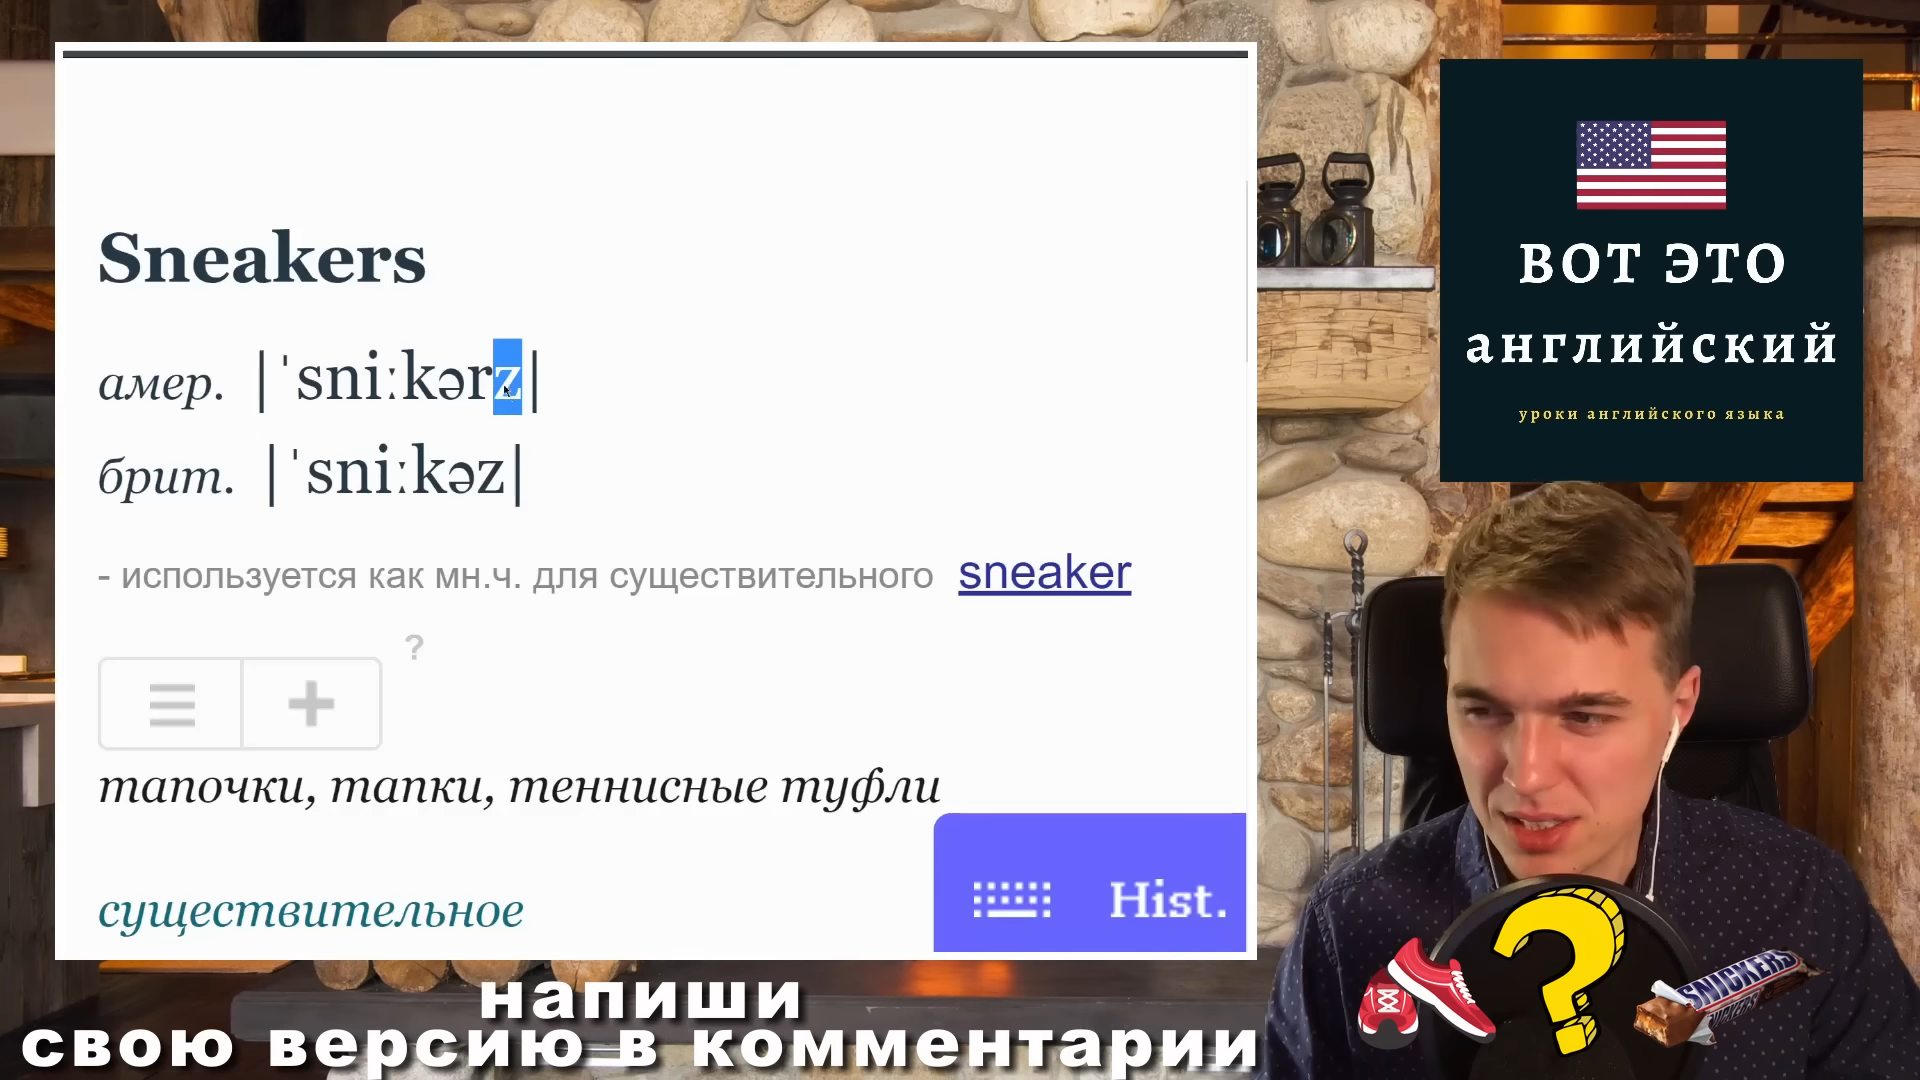 Sneakers
амер. |ˈsniːkərz|
брит. |ˈsniːkəz|
- используется как мн.ч. для существительного sneaker
?
тапочки, тапки, теннисные туфли
существительное
Hist.
ВОТ ЭТО
английский
уроки английского языка
SNICKERS
напиши
свою версию в комментарии